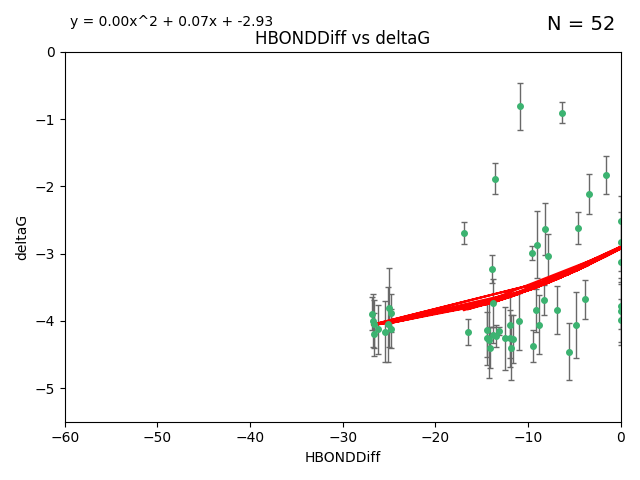 y = 0.00x^2 + 0.07x + -2.93
N = 52
HBONDDiff vs deltaG
deltaG
0
−1
−2
−3
−4
−5
−60
−50
−40
−30
−20
−10
0
HBONDDiff